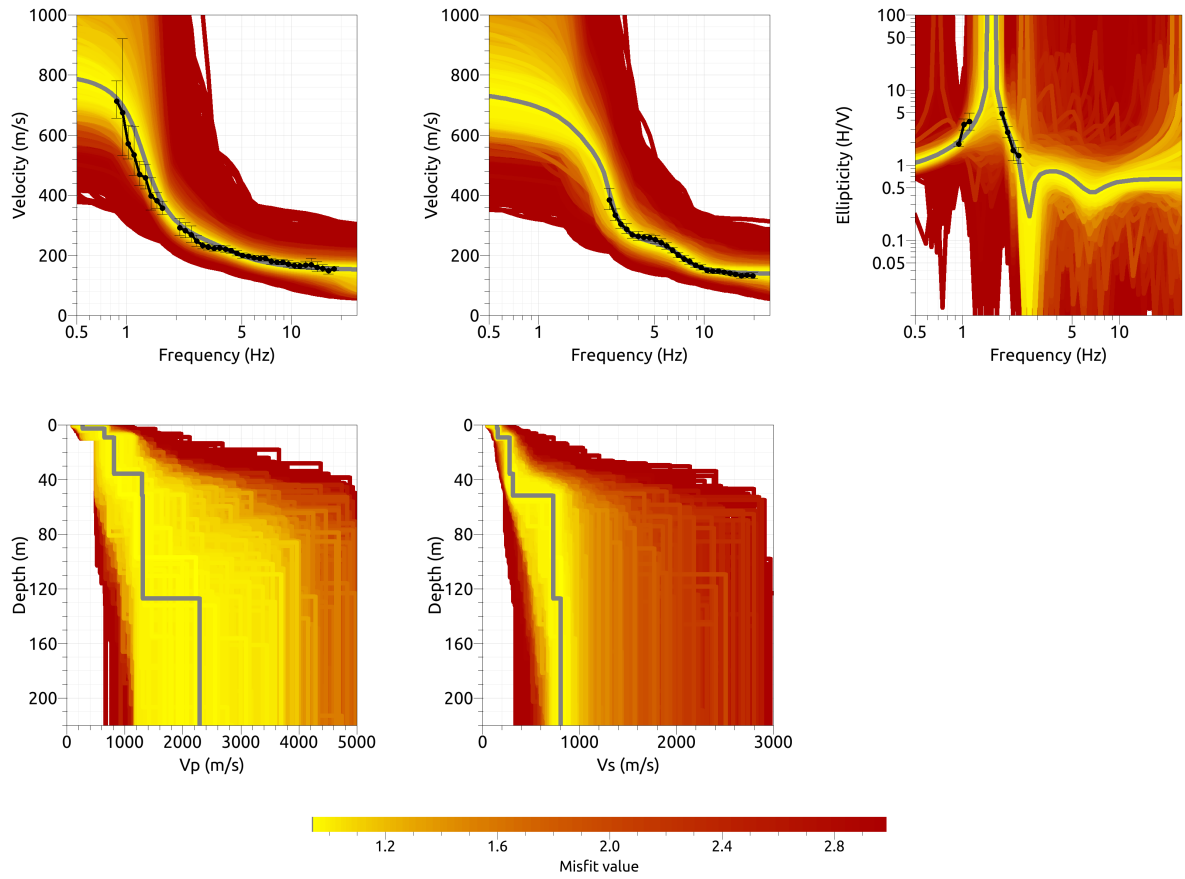 1000
800
600
400
200
0
Velocity (m/s)
0.5 1 5 10
Frequency (Hz)
1000
800
600
400
200
0
Velocity (m/s)
0.5 1 5 10
Frequency (Hz)
100
50
10
5
1
0.5
0.1
0.05
Ellipticity (H/V)
0.5 1 5 10
Frequency (Hz)
0
40
80
120
160
200
Depth (m)
0 1000 2000 3000 4000 5000
Vp (m/s)
0
40
80
120
160
200
Depth (m)
0 1000 2000 3000
Vs (m/s)
1.2 1.6 2.0 2.4 2.8
Misfit value